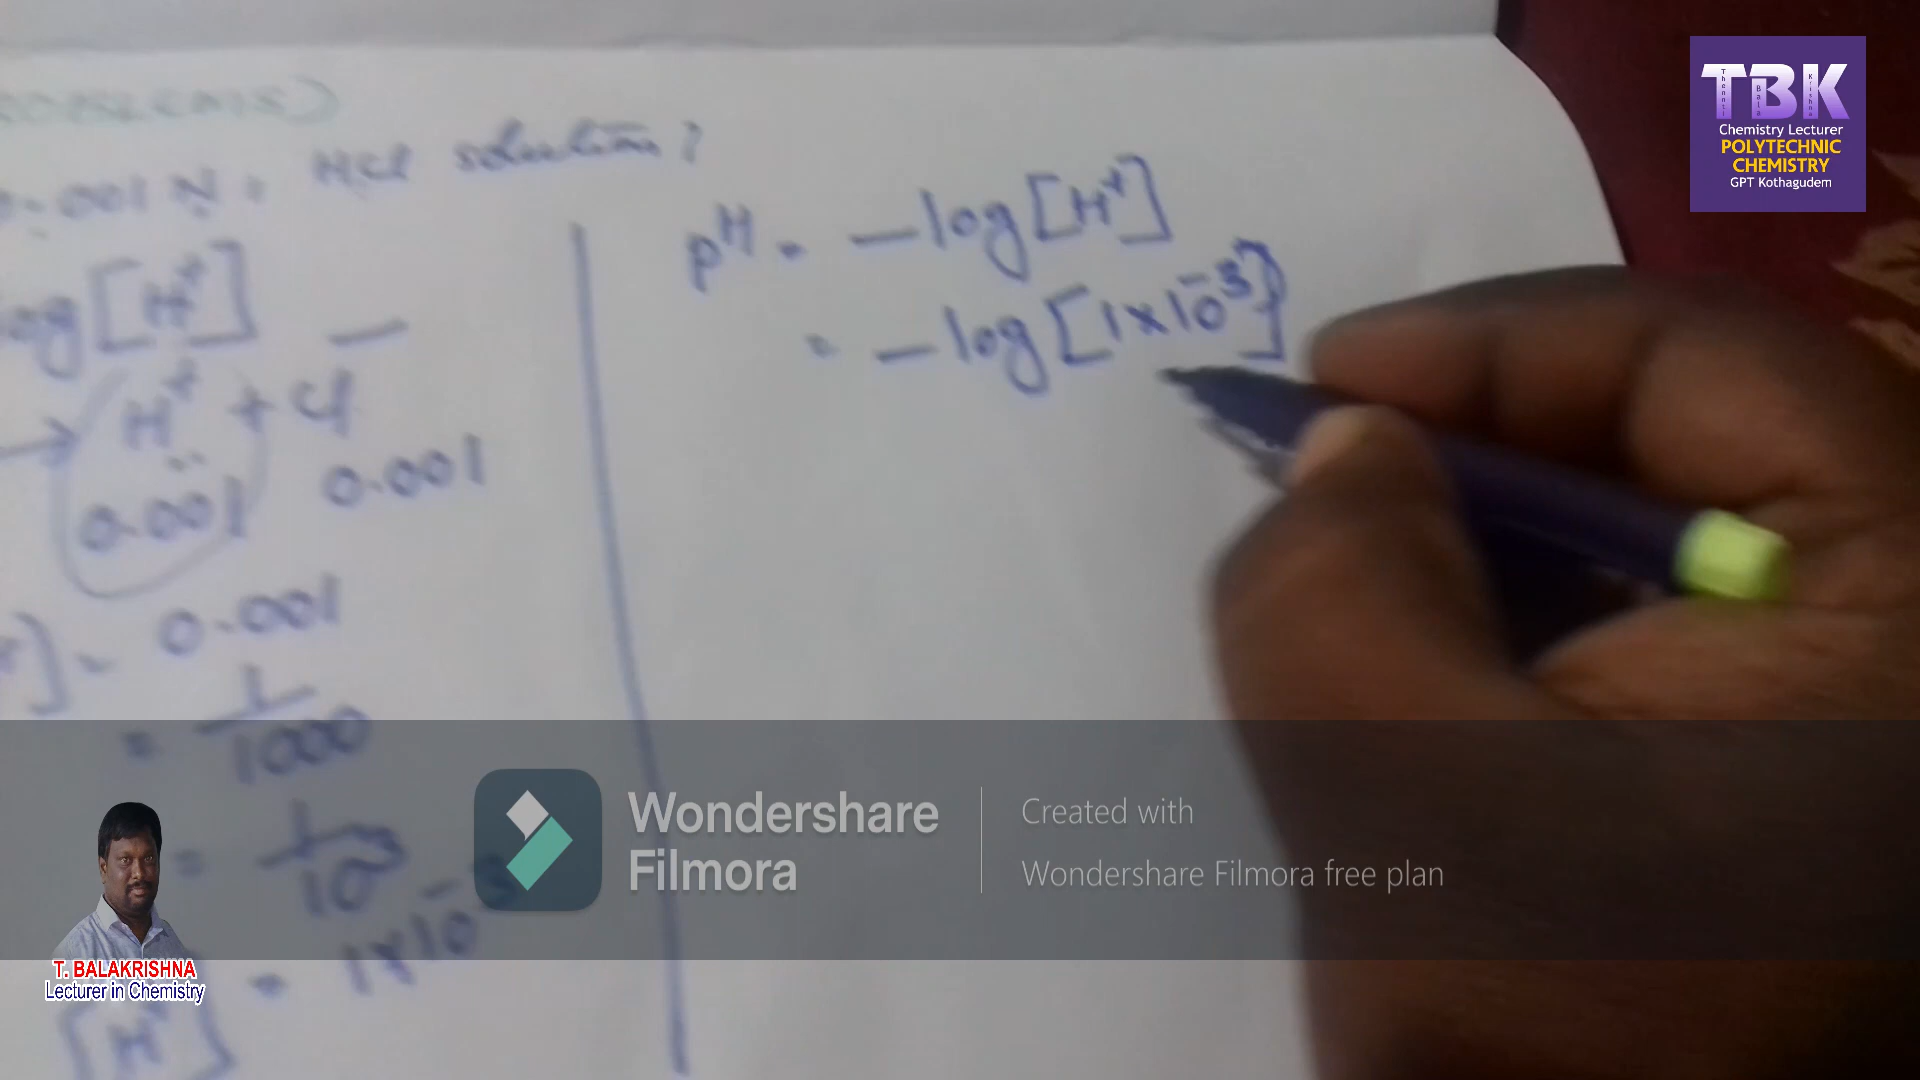 0.001 N. HCl solution?
log [H⁺]
→ H⁺ + Cl⁻
0.001 0.001
] = 0.001
= 1/1000
= 1/10³
= 1×10⁻³
[H⁺]
pH = -log [H⁺]
= -log [1×10⁻³]
TBK
Chemistry Lecturer
POLYTECHNIC
CHEMISTRY
GPT Kothagudem
Wondershare
Filmora
Created with
Wondershare Filmora free plan
T. BALAKRISHNA
Lecturer in Chemistry